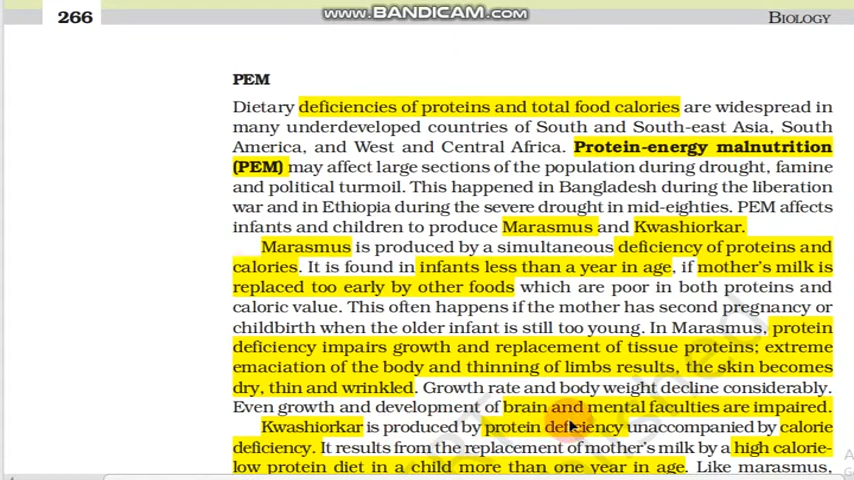 www.BANDICAM.com
266
BIOLOGY
PEM
Dietary deficiencies of proteins and total food calories are widespread in
many underdeveloped countries of South and South-east Asia, South
America, and West and Central Africa. Protein-energy malnutrition
(PEM) may affect large sections of the population during drought, famine
and political turmoil. This happened in Bangladesh during the liberation
war and in Ethiopia during the severe drought in mid-eighties. PEM affects
infants and children to produce Marasmus and Kwashiorkar.
Marasmus is produced by a simultaneous deficiency of proteins and
calories. It is found in infants less than a year in age, if mother's milk is
replaced too early by other foods which are poor in both proteins and
caloric value. This often happens if the mother has second pregnancy or
childbirth when the older infant is still too young. In Marasmus, protein
deficiency impairs growth and replacement of tissue proteins; extreme
emaciation of the body and thinning of limbs results, the skin becomes
dry, thin and wrinkled. Growth rate and body weight decline considerably.
Even growth and development of brain and mental faculties are impaired.
Kwashiorkar is produced by protein deficiency unaccompanied by calorie
deficiency. It results from the replacement of mother's milk by a high calorie-
low protein diet in a child more than one year in age. Like marasmus,